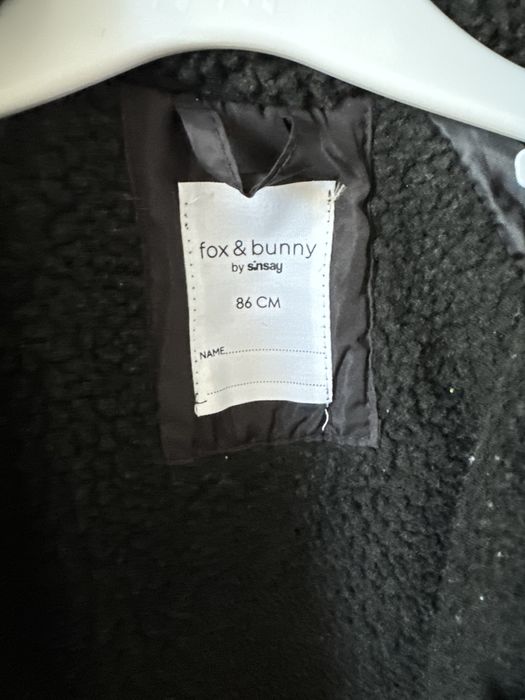 fox & bunny
by sinsay
86 CM
NAME..........................
..............................